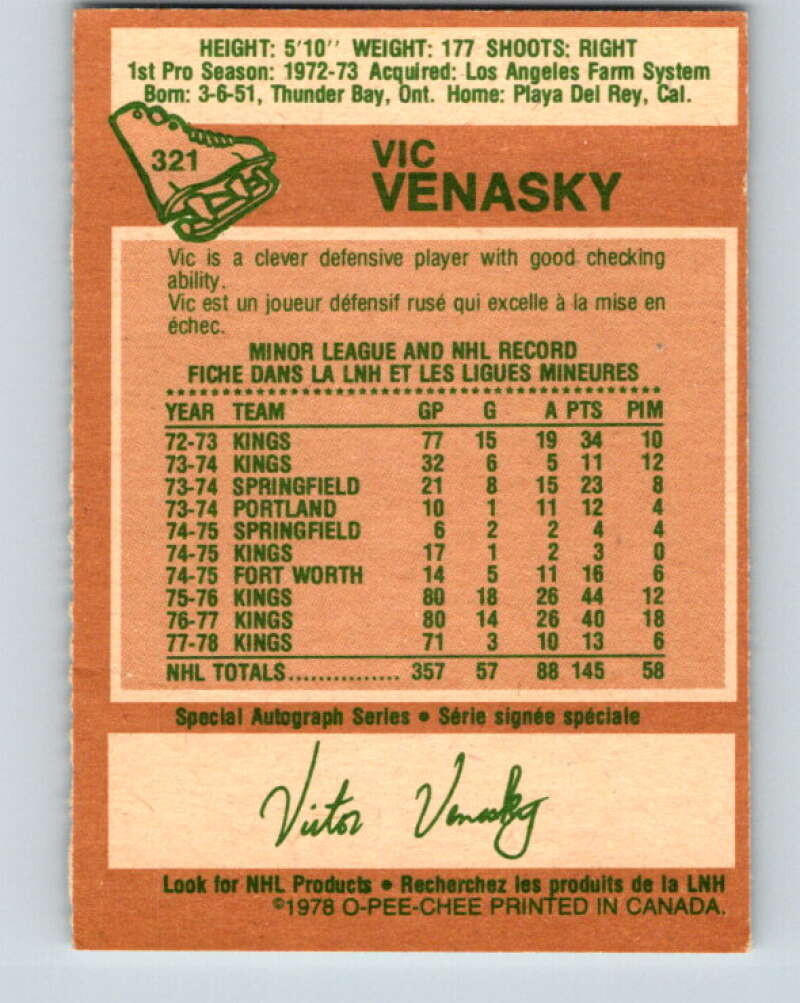 HEIGHT: 5'10'' WEIGHT: 177 SHOOTS: RIGHT
1st Pro Season: 1972-73 Acquired: Los Angeles Farm System
Born: 3-6-51, Thunder Bay, Ont. Home: Playa Del Rey, Cal.
321
VIC
VENASKY
Vic is a clever defensive player with good checking
ability.
Vic est un joueur défensif rusé qui excelle à la mise en
échec.
MINOR LEAGUE AND NHL RECORD
FICHE DANS LA LNH ET LES LIGUES MINEURES
YEAR TEAM GP G A PTS PIM
72-73 KINGS 77 15 19 34 10
73-74 KINGS 32 6 5 11 12
73-74 SPRINGFIELD 21 8 15 23 8
73-74 PORTLAND 10 1 11 12 4
74-75 SPRINGFIELD 6 2 2 4 4
74-75 KINGS 17 1 2 3 0
74-75 FORT WORTH 14 5 11 16 6
75-76 KINGS 80 18 26 44 12
76-77 KINGS 80 14 26 40 18
77-78 KINGS 71 3 10 13 6
NHL TOTALS............... 357 57 88 145 58
Special Autograph Series • Série signée spéciale
Victor Venasky
Look for NHL Products • Recherchez les produits de la LNH
©1978 O-PEE-CHEE PRINTED IN CANADA.